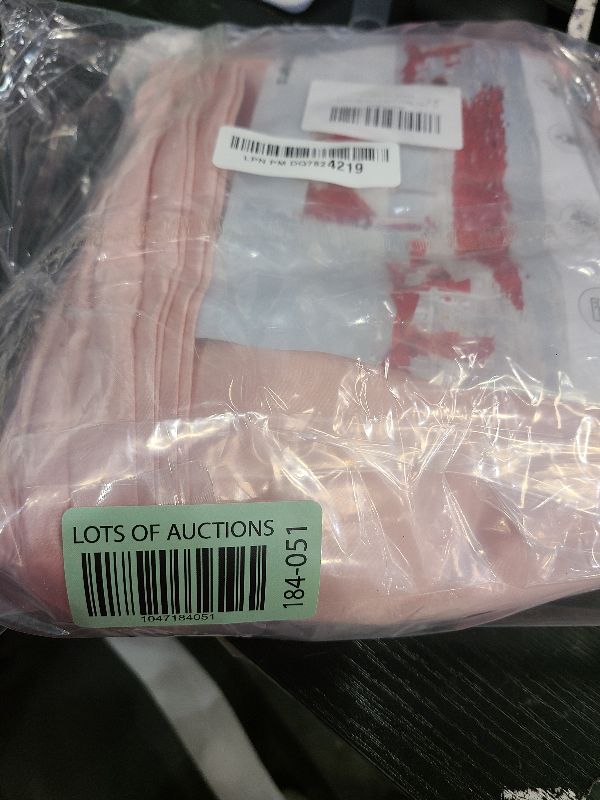 LPN PM DO7824219
LOTS OF AUCTIONS
184-051
1047184051